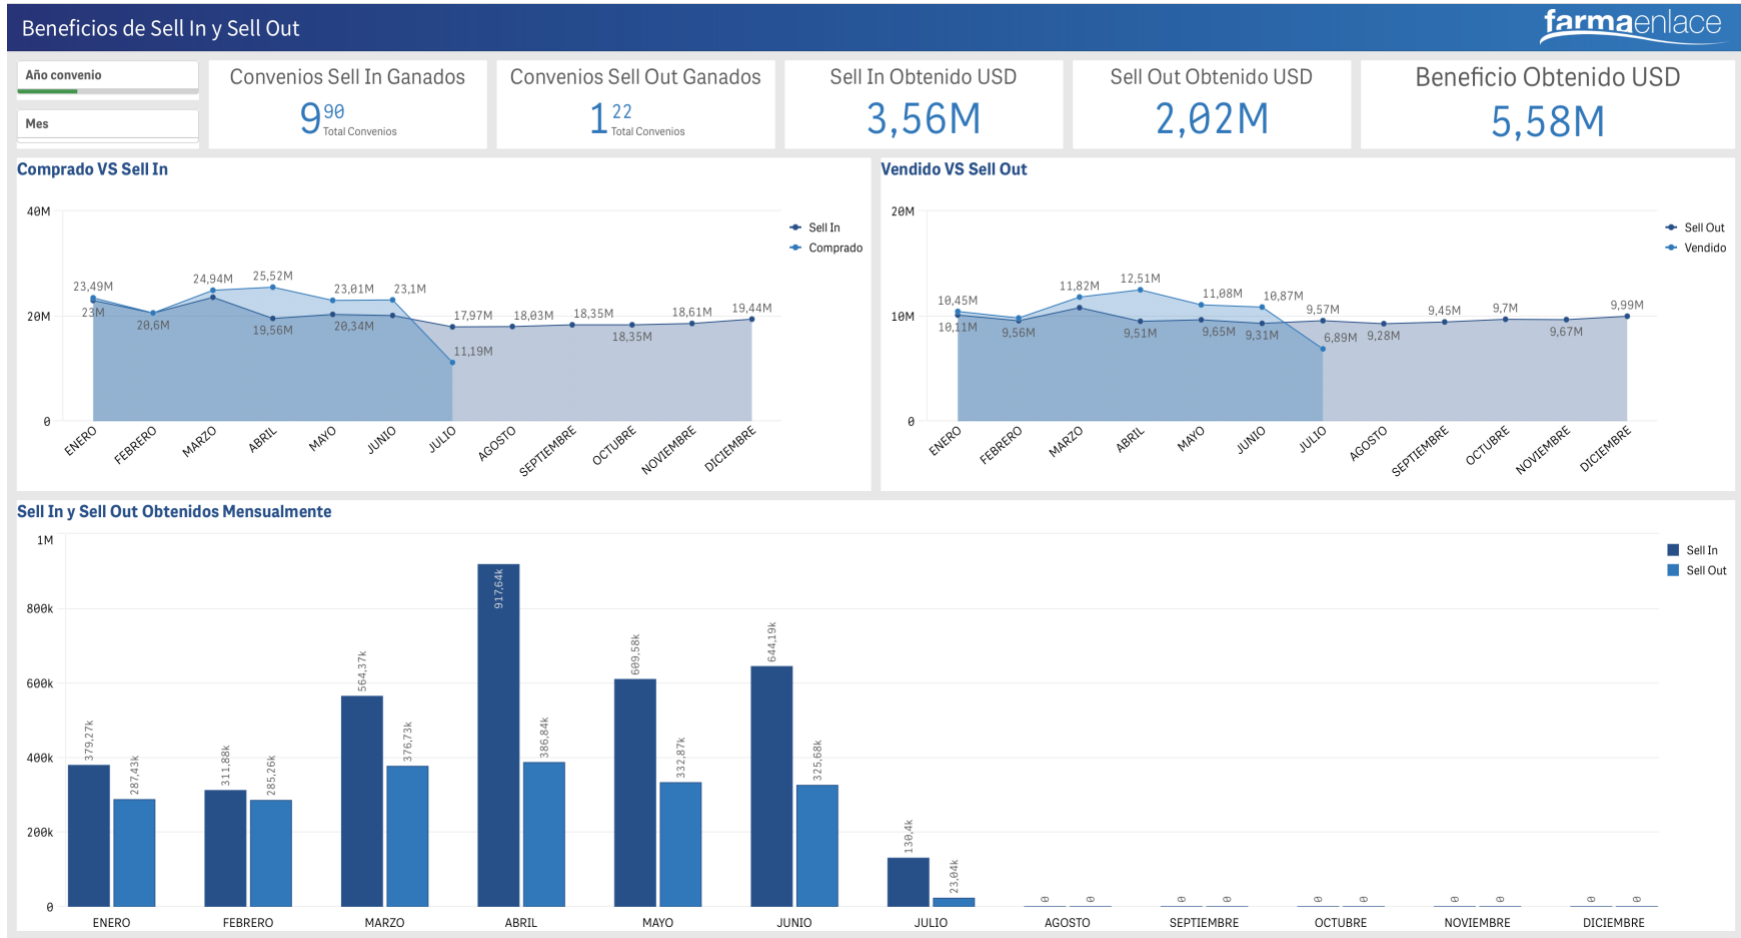 Beneficios de Sell In y Sell Out
farmaenlace
Año convenio
Mes
Convenios Sell In Ganados
9 90
Total Convenios
Convenios Sell Out Ganados
1 22
Total Convenios
Sell In Obtenido USD
3,56M
Sell Out Obtenido USD
2,02M
Beneficio Obtenido USD
5,58M
Comprado VS Sell In
40M
20M
0
23,49M
23M
20,6M
24,94M
25,52M
19,56M
23,01M
20,34M
23,1M
17,97M
11,19M
18,03M
18,35M
18,35M
18,61M
19,44M
Sell In
Comprado
ENERO
FEBRERO
MARZO
ABRIL
MAYO
JUNIO
JULIO
AGOSTO
SEPTIEMBRE
OCTUBRE
NOVIEMBRE
DICIEMBRE
Vendido VS Sell Out
20M
10M
0
10,45M
10,11M
9,56M
11,82M
12,51M
9,51M
11,08M
9,65M
10,87M
9,31M
9,57M
6,89M
9,28M
9,45M
9,7M
9,67M
9,99M
Sell Out
Vendido
ENERO
FEBRERO
MARZO
ABRIL
MAYO
JUNIO
JULIO
AGOSTO
SEPTIEMBRE
OCTUBRE
NOVIEMBRE
DICIEMBRE
Sell In y Sell Out Obtenidos Mensualmente
1M
800k
600k
400k
200k
0
379,27k
287,43k
311,88k
285,26k
564,37k
376,73k
917,64k
386,84k
609,58k
332,87k
644,19k
325,68k
130,4k
23,04k
0
0
0
0
0
0
0
0
0
0
Sell In
Sell Out
ENERO
FEBRERO
MARZO
ABRIL
MAYO
JUNIO
JULIO
AGOSTO
SEPTIEMBRE
OCTUBRE
NOVIEMBRE
DICIEMBRE